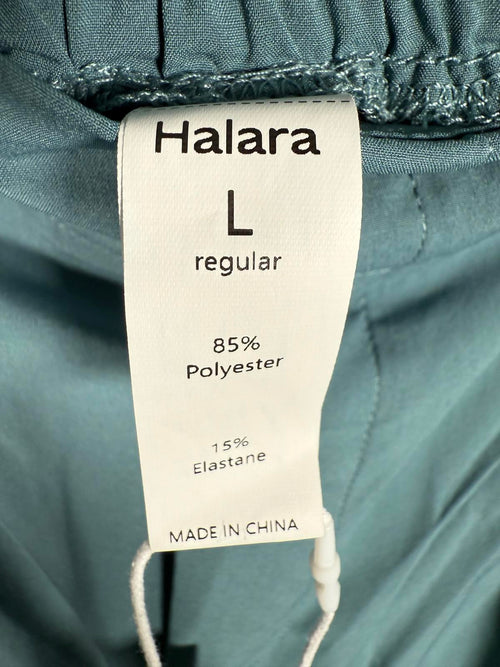 Halara
L
regular
85%
Polyester
15%
Elastane
MADE IN CHINA